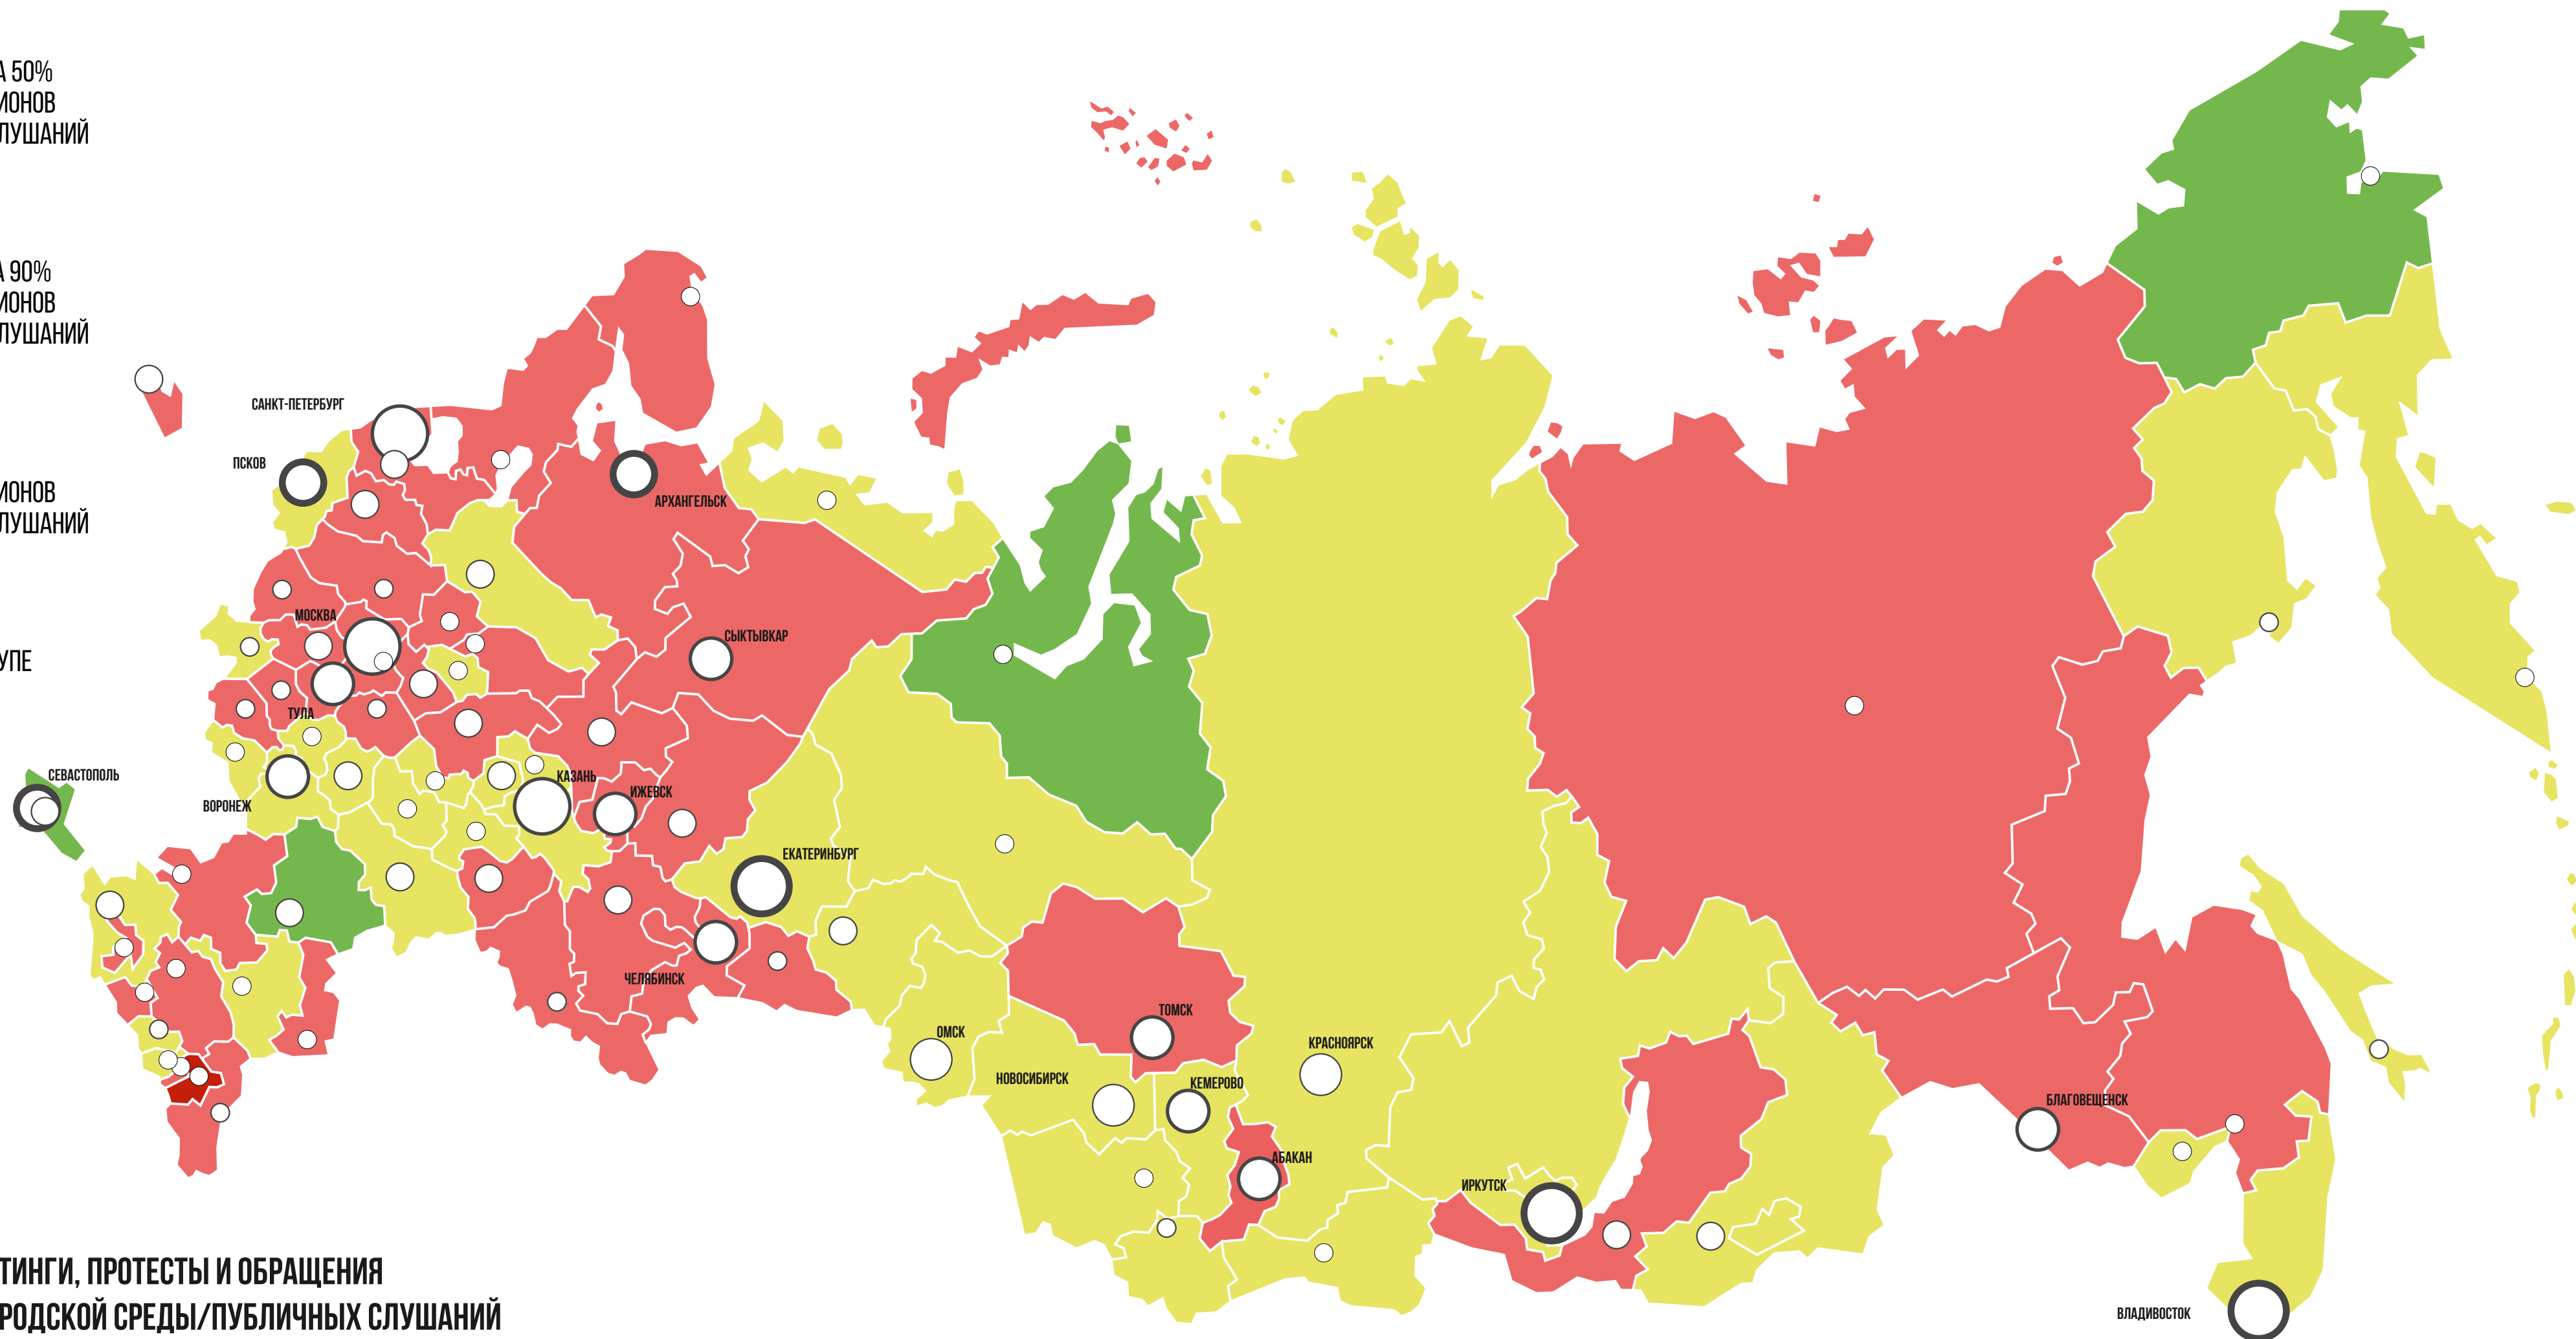 А 50%
ИОНОВ
ЛУШАНИЙ
А 90%
ИОНОВ
ЛУШАНИЙ
ИОНОВ
ЛУШАНИЙ
УПЕ
САНКТ-ПЕТЕРБУРГ
ПСКОВ
АРХАНГЕЛЬСК
МОСКВА
СЫКТЫВКАР
ТУЛА
СЕВАСТОПОЛЬ
КАЗАНЬ
ИЖЕВСК
ВОРОНЕЖ
ЕКАТЕРИНБУРГ
ЧЕЛЯБИНСК
ТОМСК
ОМСК
КРАСНОЯРСК
НОВОСИБИРСК
КЕМЕРОВО
БЛАГОВЕЩЕНСК
АБАКАН
ИРКУТСК
ВЛАДИВОСТОК
ТИНГИ, ПРОТЕСТЫ И ОБРАЩЕНИЯ
РОДСКОЙ СРЕДЫ/ПУБЛИЧНЫХ СЛУШАНИЙ